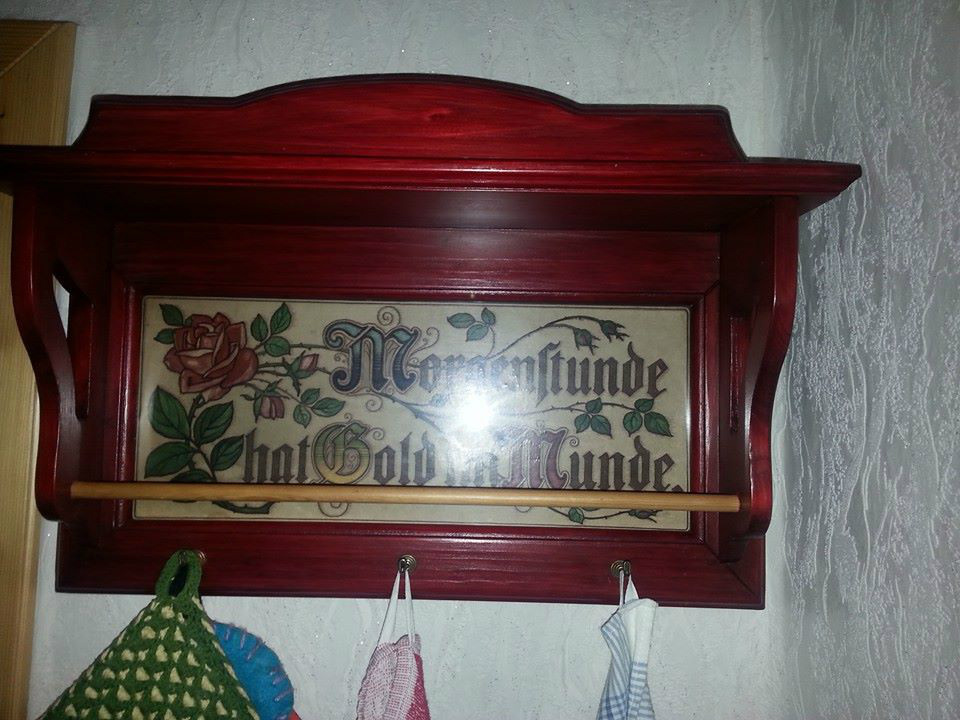 Morgenſtunde
hat Gold im Munde.